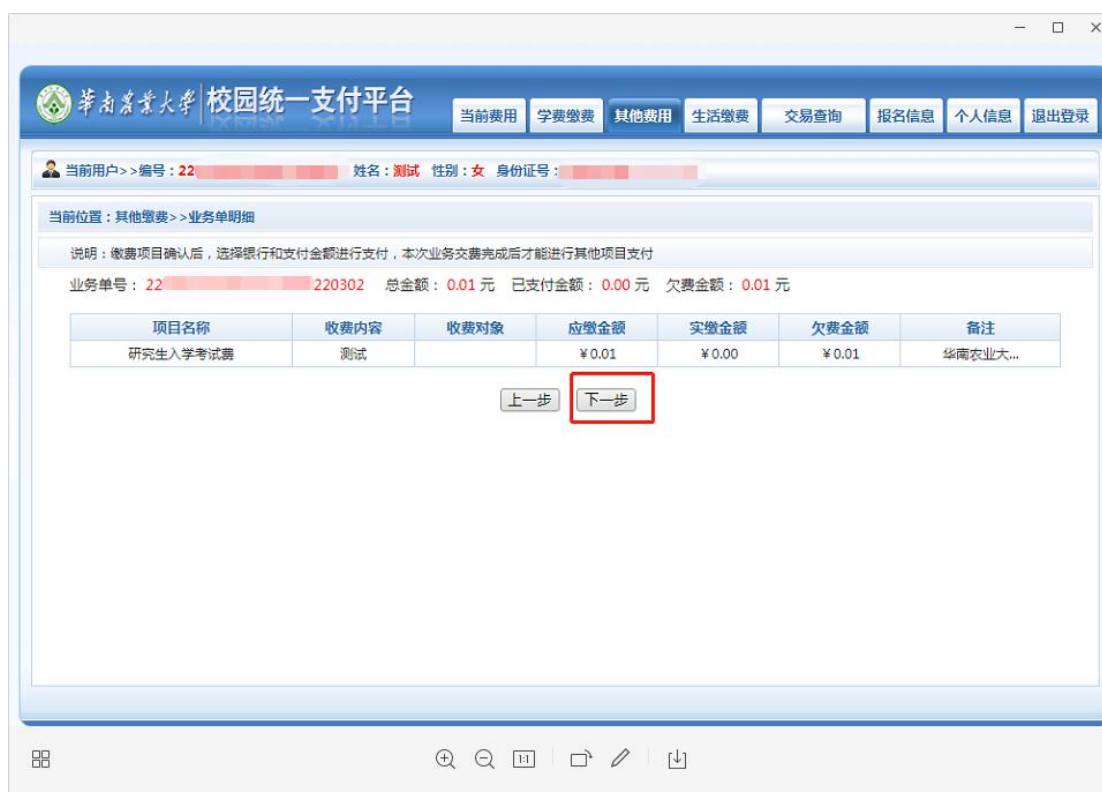 華南農業大學 校园统一支付平台
当前费用 学费缴费 其他费用 生活缴费 交易查询 报名信息 个人信息 退出登录
当前用户>>编号：22 姓名：测试 性别：女 身份证号：
当前位置：其他缴费>>业务单明细
说明：缴费项目确认后，选择银行和支付金额进行支付，本次业务交费完成后才能进行其他项目支付
业务单号：22 220302 总金额：0.01 元 已支付金额：0.00 元 欠费金额：0.01 元
项目名称 收费内容 收费对象 应缴金额 实缴金额 欠费金额 备注
研究生入学考试费 测试 ￥0.01 ￥0.00 ￥0.01 华南农业大...
上一步 下一步
1:1